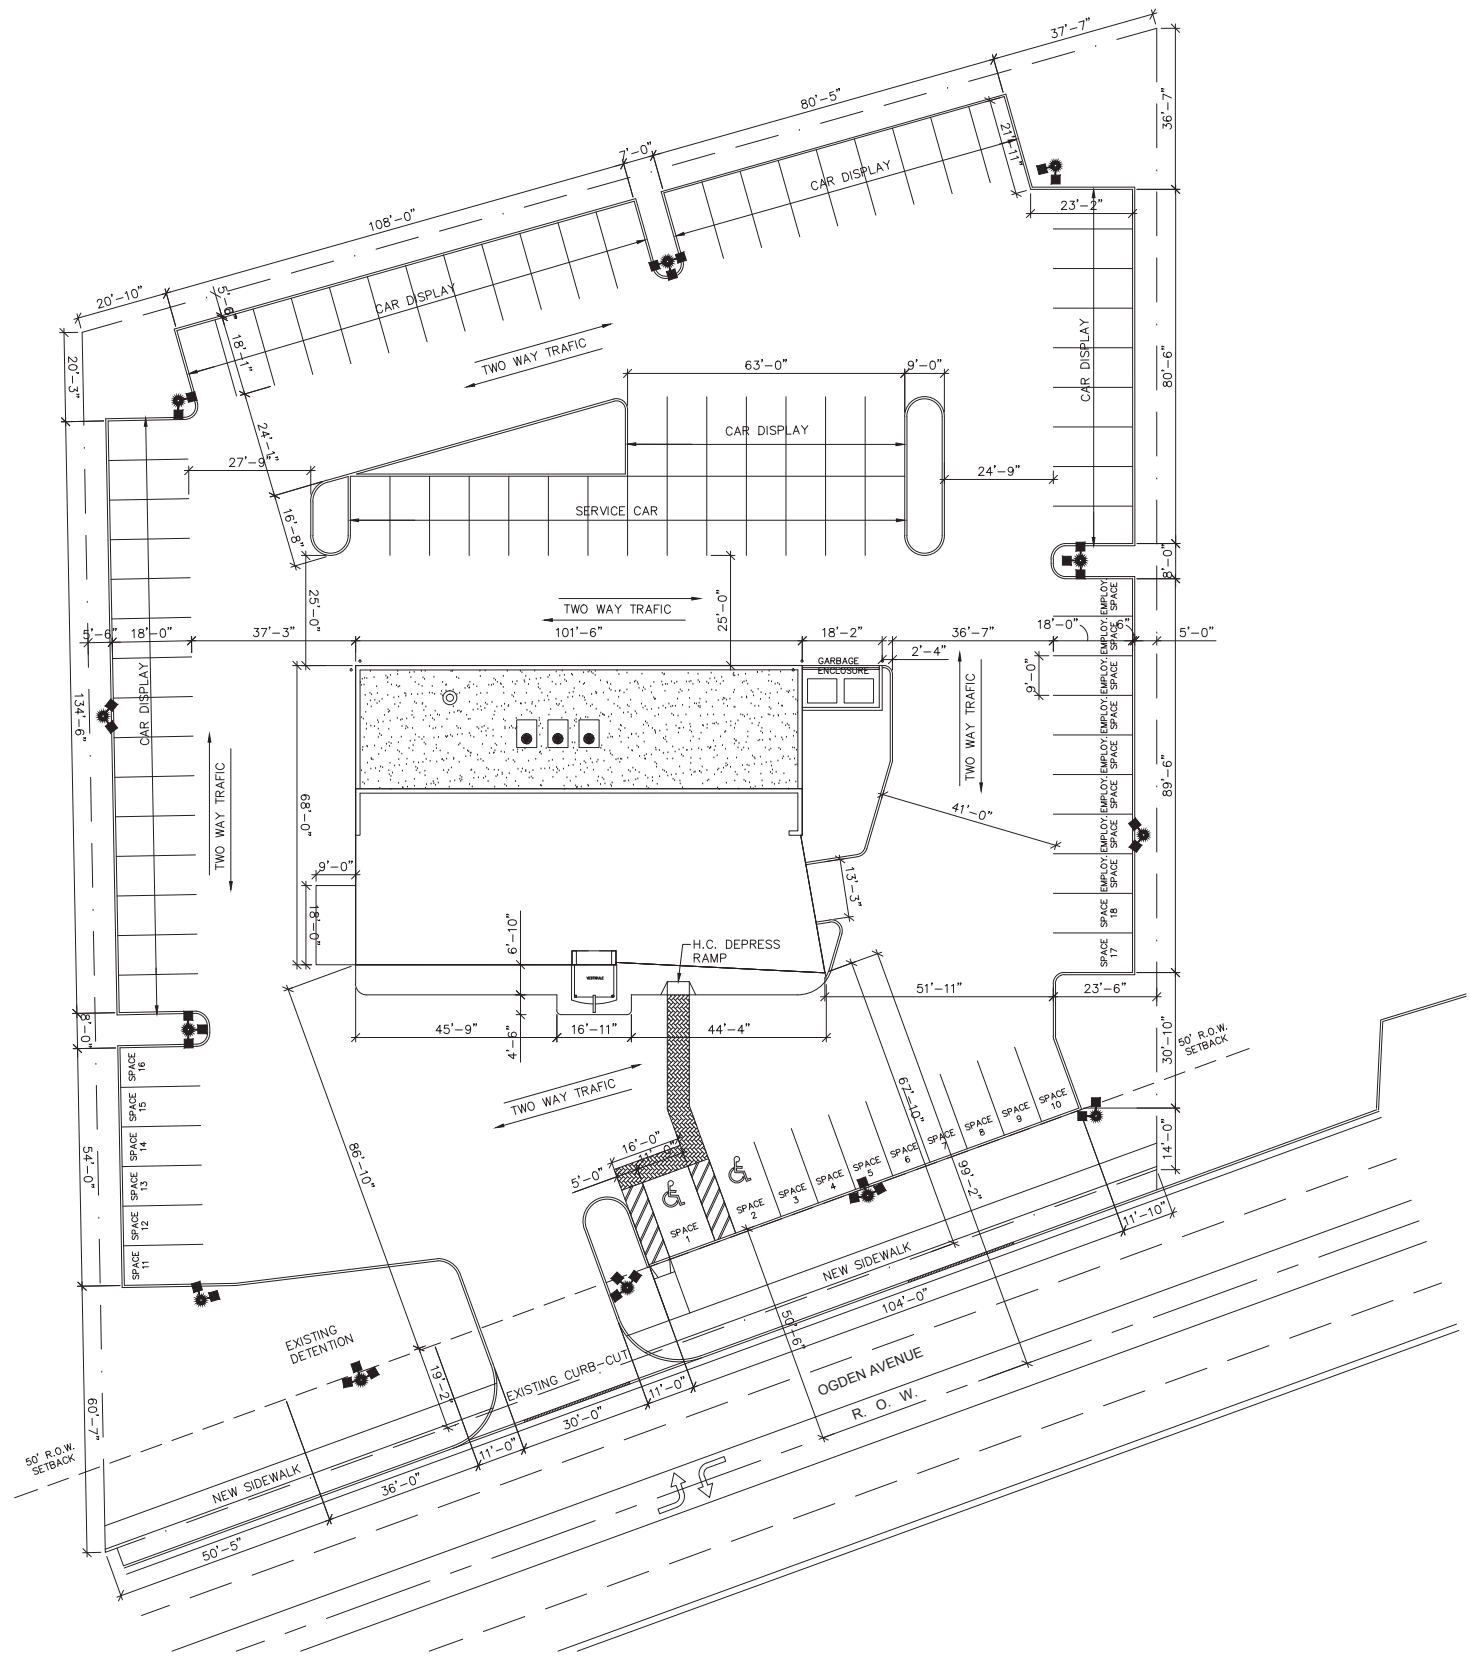 37'-7"
36'-7"
80'-5"
7'-0"
21'-11"
CAR DISPLAY
23'-2"
108'-0"
20'-10"
5'-6"
CAR DISPLAY
18'-1"
20'-3"
TWO WAY TRAFIC
63'-0"
9'-0"
CAR DISPLAY
80'-6"
24'-1"
CAR DISPLAY
27'-9"
24'-9"
16'-8"
SERVICE CAR
8'-0"
25'-0"
TWO WAY TRAFIC
25'-0"
EMPLOY.
SPACE
EMPLOY.
SPACE
EMPLOY.
SPACE
EMPLOY.
SPACE
EMPLOY.
SPACE
EMPLOY.
SPACE
EMPLOY.
SPACE
EMPLOY.
SPACE
SPACE
18
SPACE
17
5'-6"
18'-0"
37'-3"
101'-6"
18'-2"
36'-7"
18'-0"
6"
5'-0"
2'-4"
GARBAGE
ENCLOSURE
9'-0"
134'-6"
CAR DISPLAY
TWO WAY TRAFIC
TWO WAY TRAFIC
89'-6"
68'-0"
41'-0"
9'-0"
13'-3"
18'-0"
6'-10"
H.C. DEPRESS
RAMP
VESTIBULE
51'-11"
23'-6"
8'-0"
45'-9"
16'-11"
44'-4"
4'-6"
30'-10"
50' R.O.W.
SETBACK
SPACE
16
SPACE
15
SPACE
14
SPACE
13
SPACE
12
SPACE
11
54'-0"
TWO WAY TRAFIC
67'-10"
86'-10"
16'-0"
11'-0"
5'-0"
14'-0"
SPACE
1
SPACE
2
SPACE
3
SPACE
4
SPACE
5
SPACE
6
SPACE
7
SPACE
8
SPACE
9
SPACE
10
99'-2"
11'-10"
NEW SIDEWALK
104'-0"
50'-6"
EXISTING
DETENTION
EXISTING CURB-CUT
OGDEN AVENUE
R. O. W.
19'-2"
11'-0"
30'-0"
11'-0"
60'-7"
50' R.O.W.
SETBACK
NEW SIDEWALK
36'-0"
50'-5"